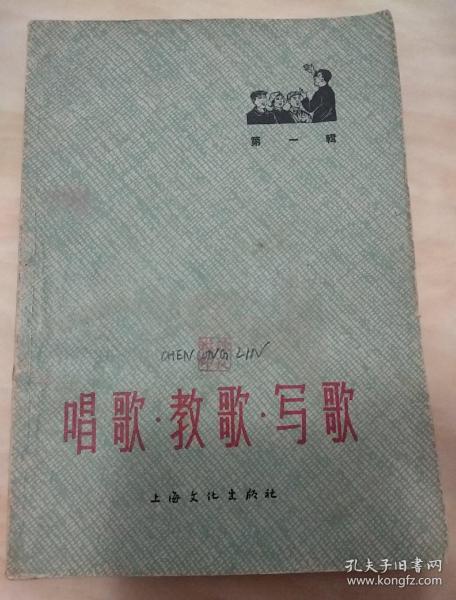 第一辑
CHEN LIN
唱歌·教歌·写歌
上海文化出版社
孔夫子旧书网
www.kongfz.com